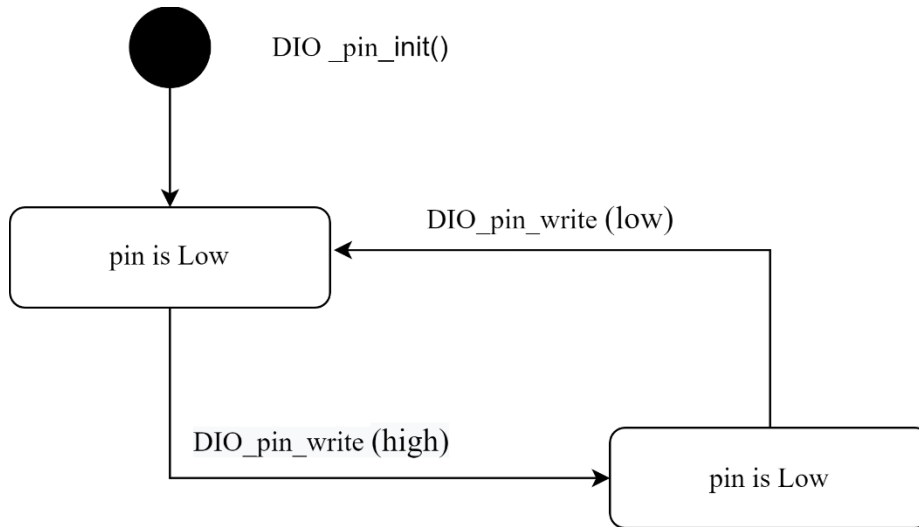 DIO _pin_init()
DIO_pin_write (low)
pin is Low
DIO_pin_write (high)
pin is Low